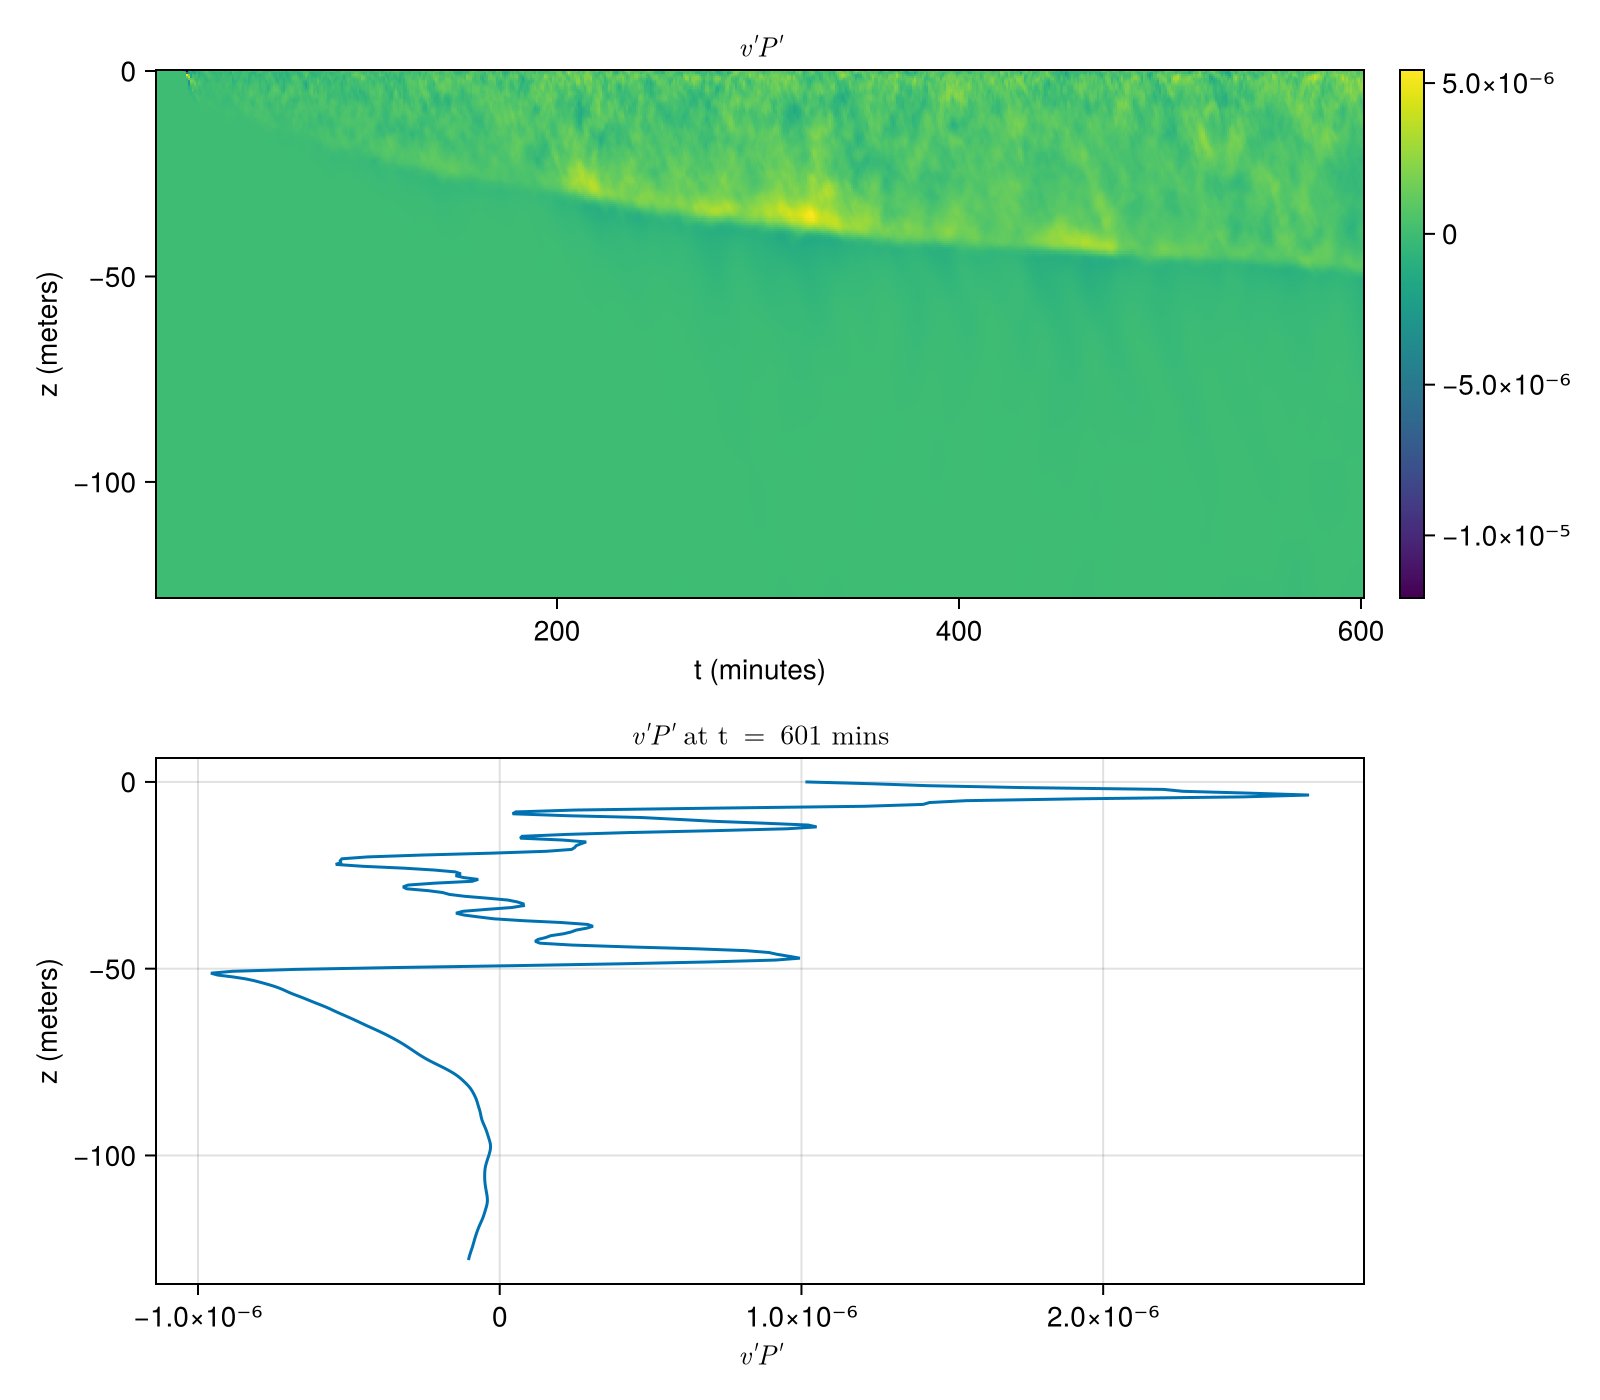 v′P′
0
−50
−100
z (meters)
200
400
600
t (minutes)
5.0×10⁻⁶
0
−5.0×10⁻⁶
−1.0×10⁻⁵
v′P′ at t = 601 mins
0
−50
−100
z (meters)
−1.0×10⁻⁶
0
1.0×10⁻⁶
2.0×10⁻⁶
v′P′